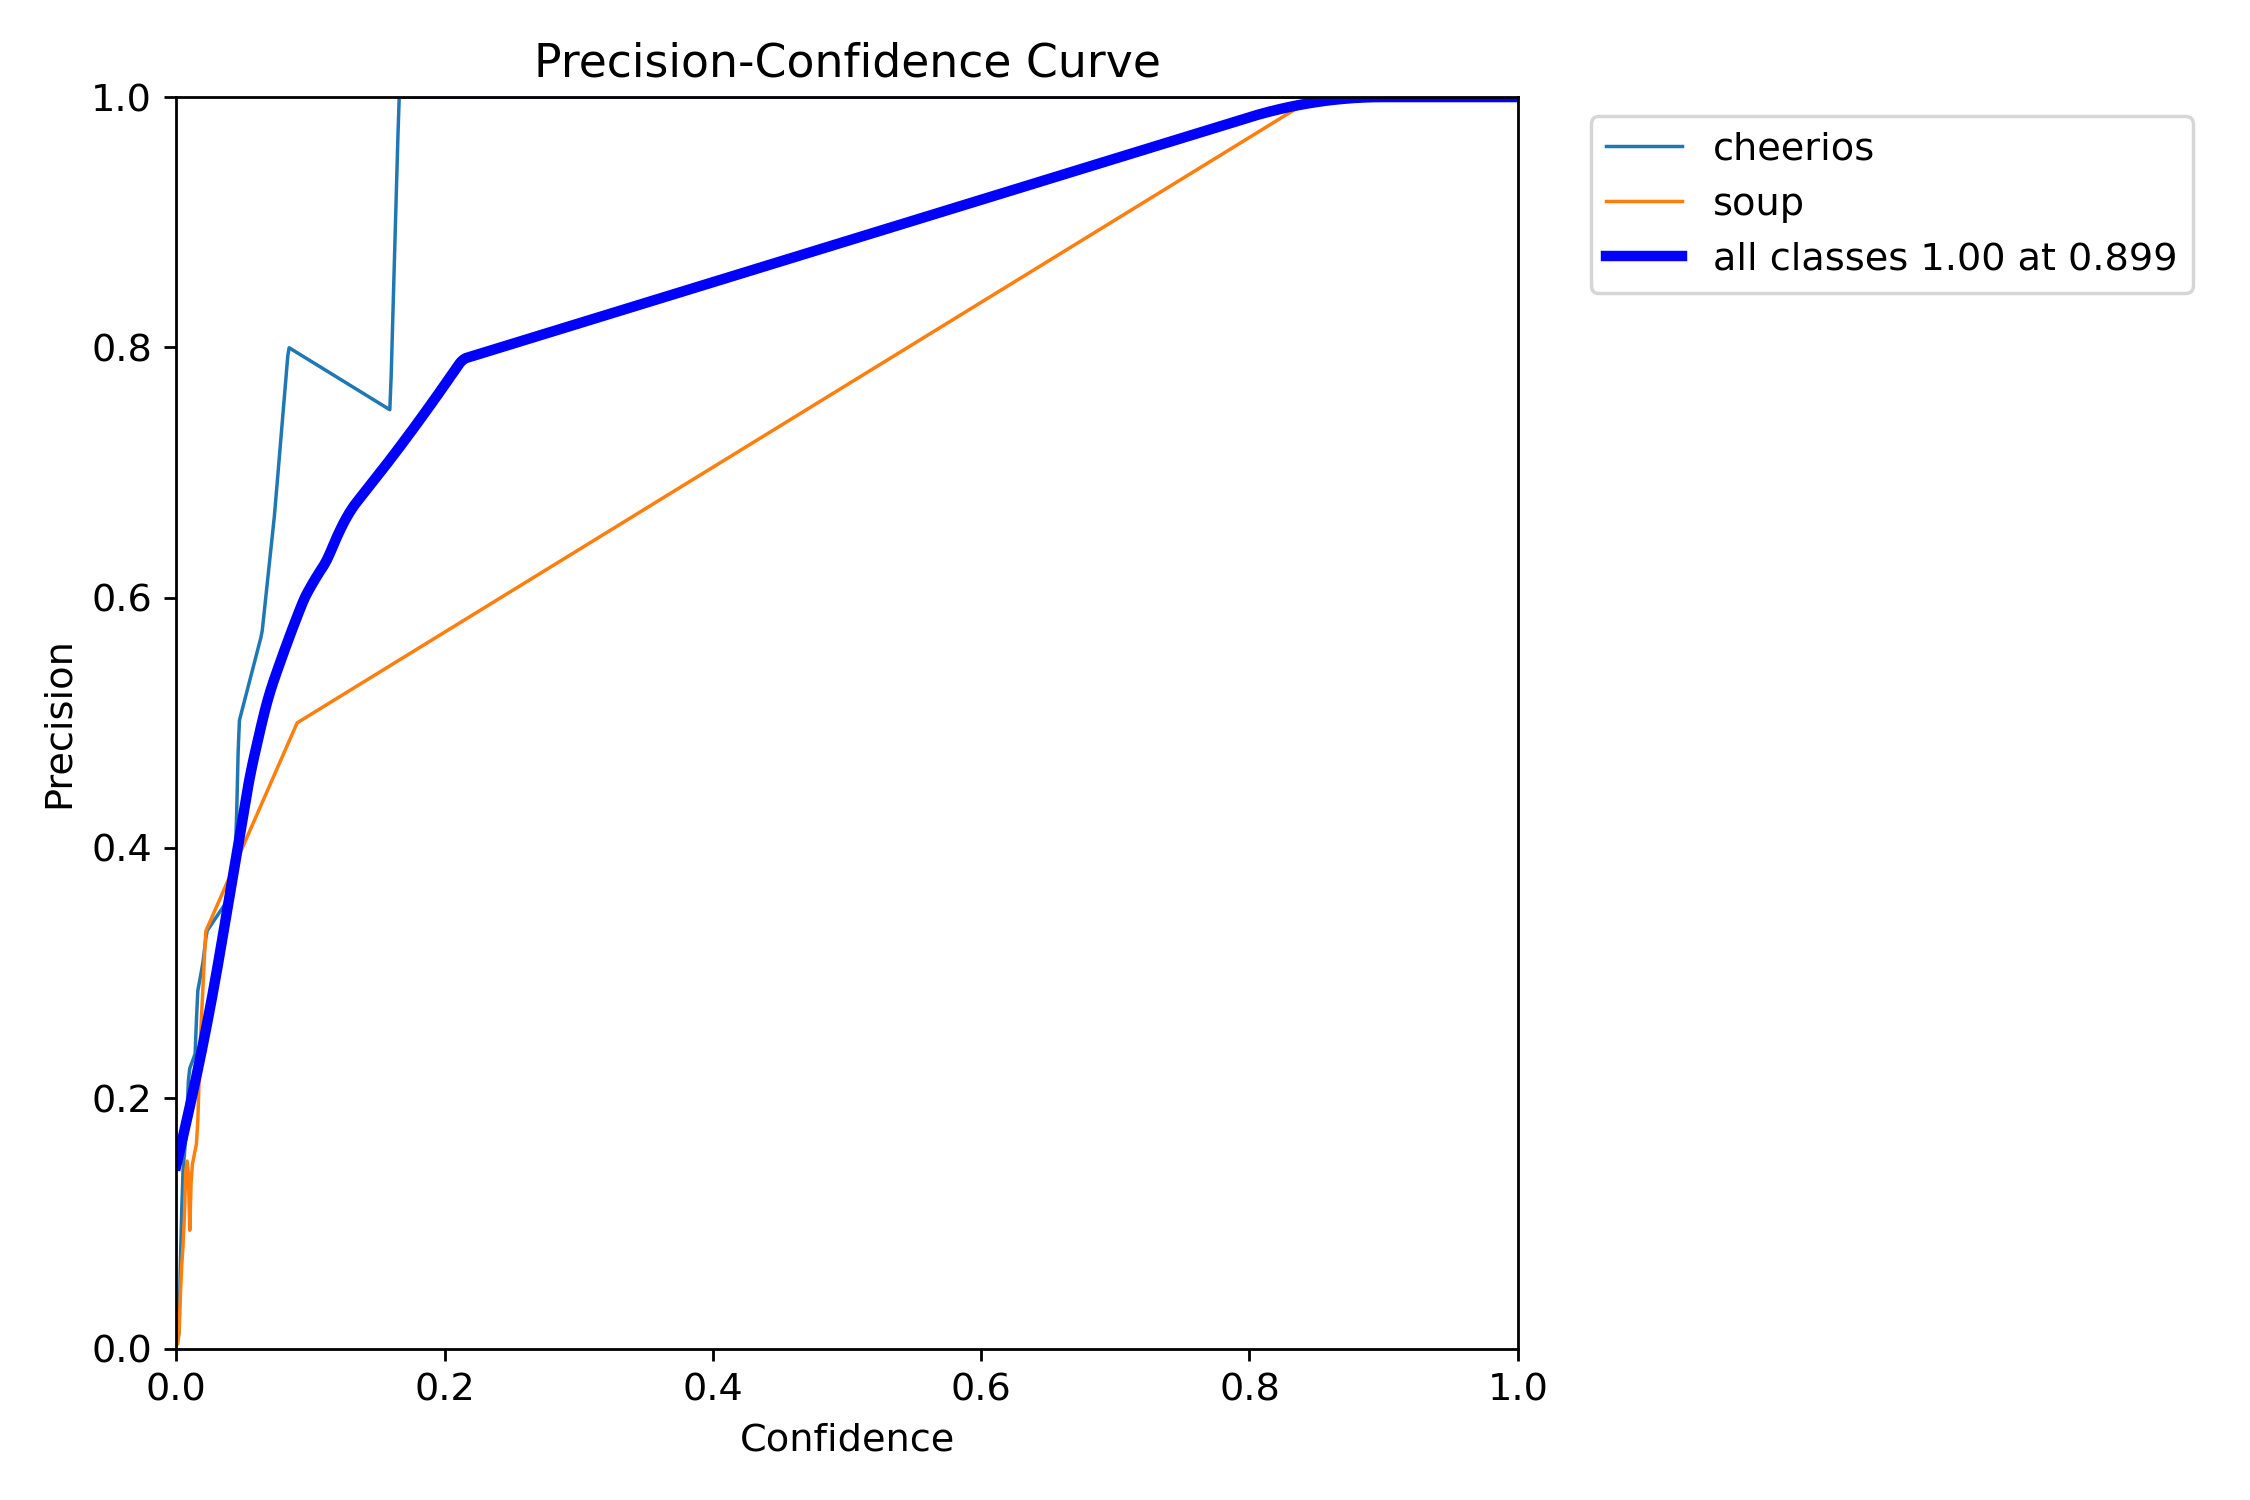 Precision-Confidence Curve
1.0
0.8
0.6
0.4
0.2
0.0
Precision
0.0 0.2 0.4 0.6 0.8 1.0
Confidence
cheerios
soup
all classes 1.00 at 0.899